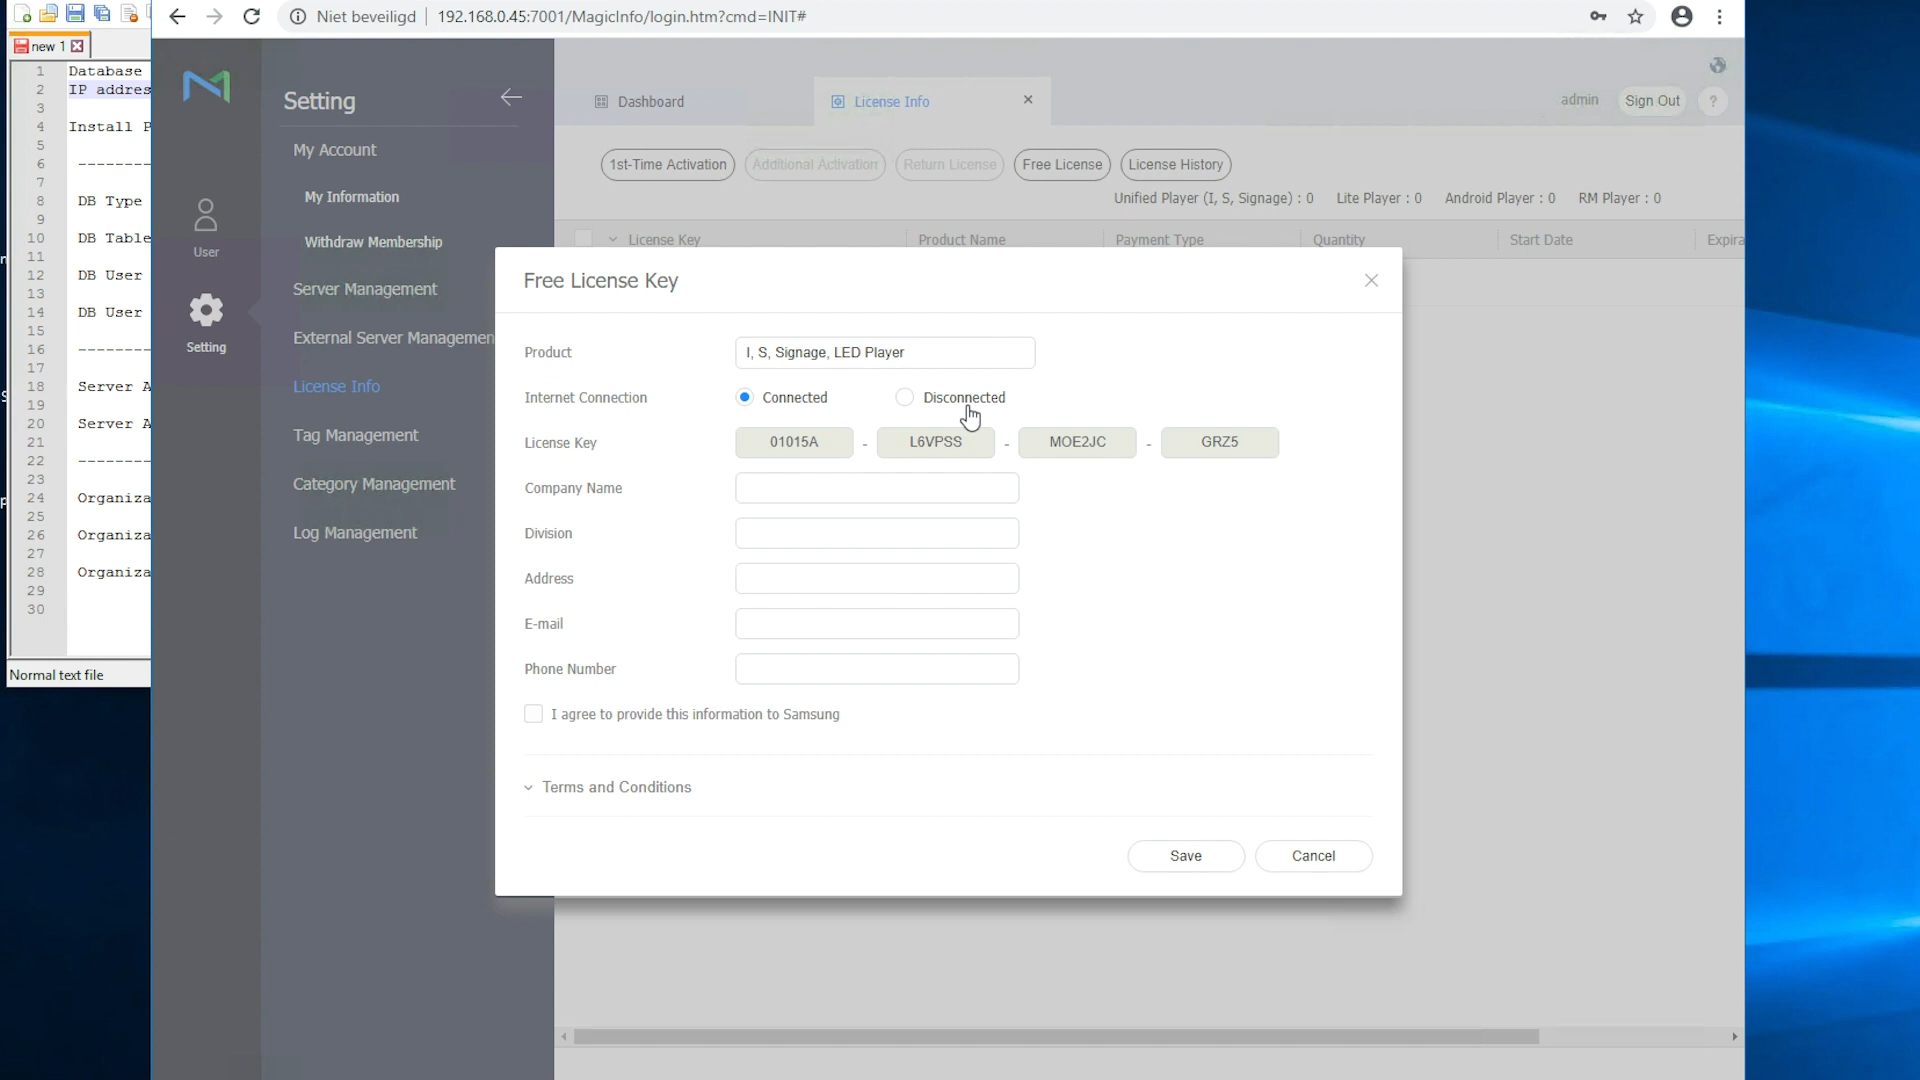 Niet beveiligd
192.168.0.45:7001/MagicInfo/login.htm?cmd=INIT#
new 1
1 Database
2 IP addres
3
4 Install P
5
6 ---------
7
8 DB Type
9
10 DB Table
11
12 DB User
13
14 DB User
15
16 ---------
17
18 Server A
19
20 Server A
21
22 ---------
23
24 Organiza
25
26 Organiza
27
28 Organiza
29
30
Normal text file
User
Setting
Setting
My Account
My Information
Withdraw Membership
Server Management
External Server Managemen
License Info
Tag Management
Category Management
Log Management
Dashboard
License Info
admin
Sign Out
?
1st-Time Activation
Additional Activation
Return License
Free License
License History
Unified Player (I, S, Signage) : 0 Lite Player : 0 Android Player : 0 RM Player : 0
License Key Product Name Payment Type Quantity Start Date Expira
Free License Key
Product I, S, Signage, LED Player
Internet Connection Connected Disconnected
License Key 01015A - L6VPSS - MOE2JC - GRZ5
Company Name
Division
Address
E-mail
Phone Number
I agree to provide this information to Samsung
Terms and Conditions
Save Cancel